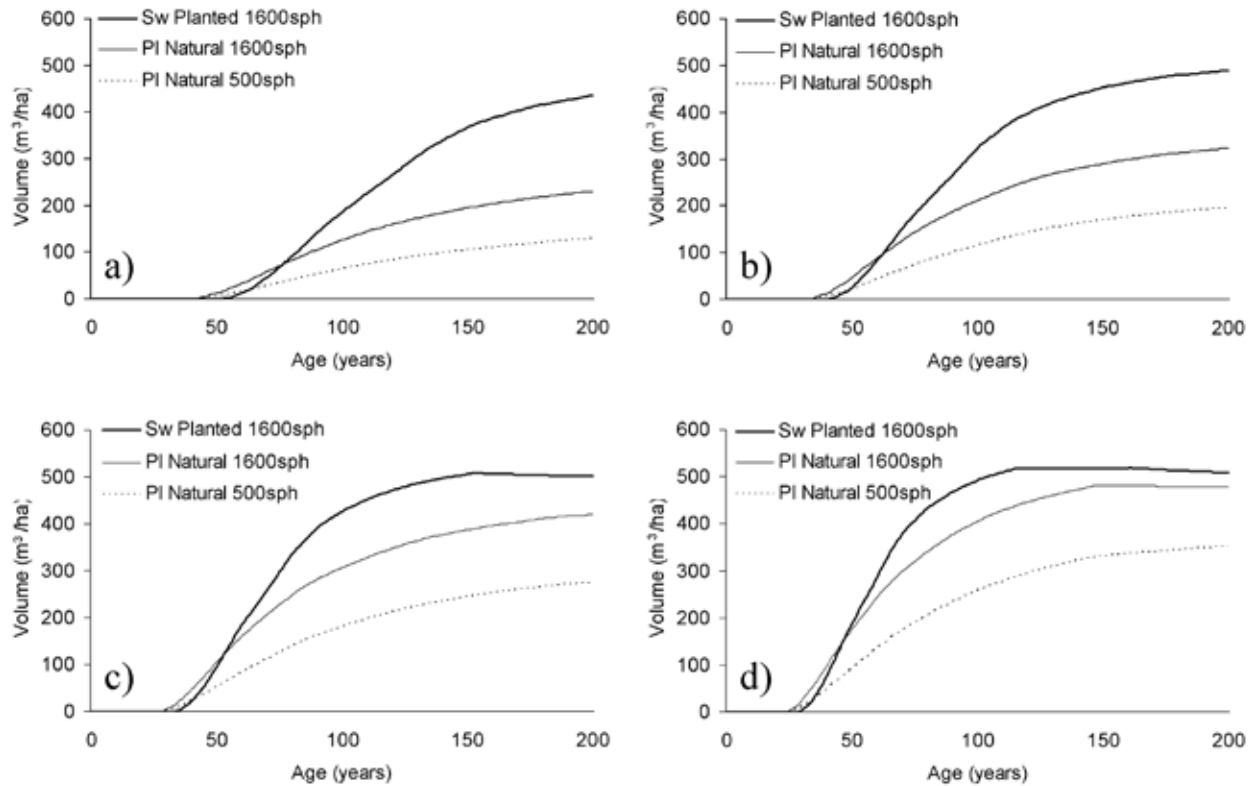 Sw Planted 1600sph
Pl Natural 1600sph
Pl Natural 500sph
Volume (m³/ha)
600
500
400
300
200
100
0
a)
0 50 100 150 200
Age (years)
Sw Planted 1600sph
Pl Natural 1600sph
Pl Natural 500sph
Volume (m³/ha)
600
500
400
300
200
100
0
b)
0 50 100 150 200
Age (years)
Sw Planted 1600sph
Pl Natural 1600sph
Pl Natural 500sph
Volume (m³/ha)
600
500
400
300
200
100
0
c)
0 50 100 150 200
Age (years)
Sw Planted 1600sph
Pl Natural 1600sph
Pl Natural 500sph
Volume (m³/ha)
600
500
400
300
200
100
0
d)
0 50 100 150 200
Age (years)